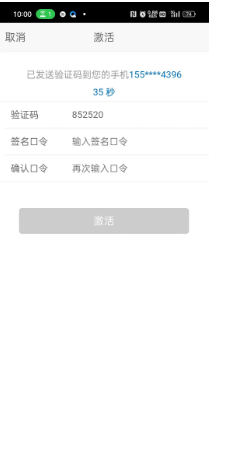 10:00
取消 激活
已发送验证码到您的手机155****4396
35 秒
验证码 852520
签名口令 输入签名口令
确认口令 再次输入口令
激活